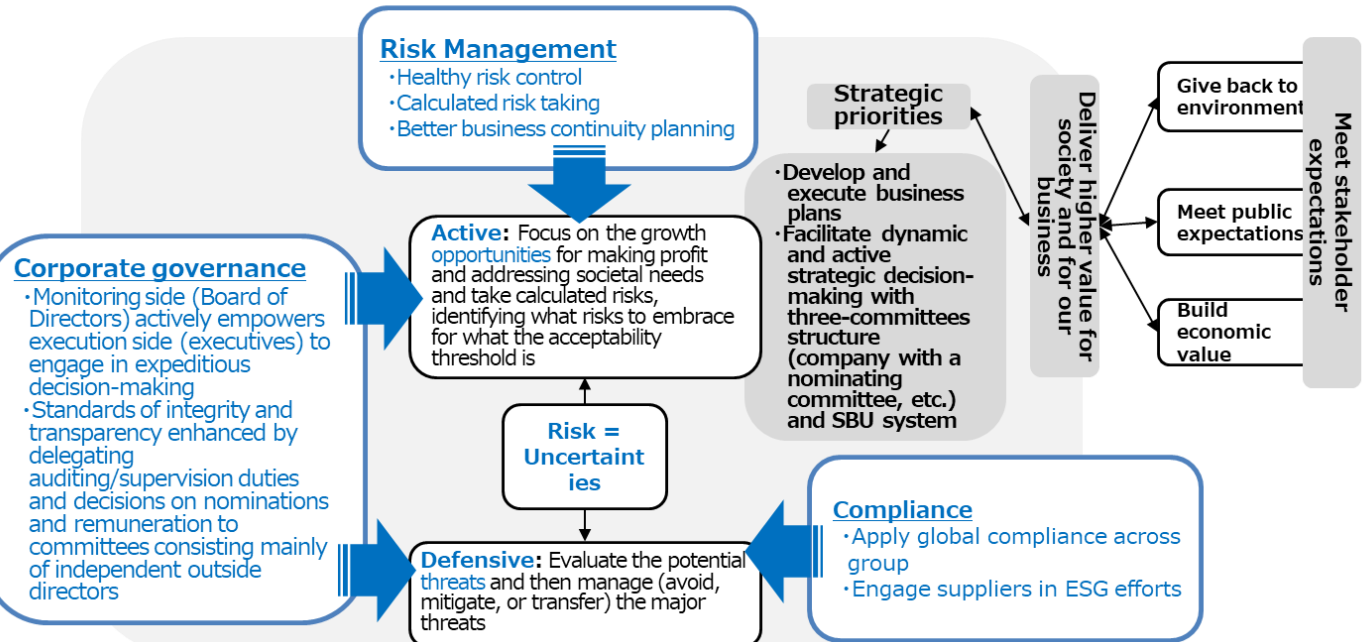 Risk Management
・Healthy risk control
・Calculated risk taking
・Better business continuity planning
Corporate governance
・Monitoring side (Board of
Directors) actively empowers
execution side (executives) to
engage in expeditious
decision-making
・Standards of integrity and
transparency enhanced by
delegating
auditing/supervision duties
and decisions on nominations
and remuneration to
committees consisting mainly
of independent outside
directors
Active: Focus on the growth
opportunities for making profit
and addressing societal needs
and take calculated risks,
identifying what risks to embrace
for what the acceptability
threshold is
Risk =
Uncertaint
ies
Defensive: Evaluate the potential
threats and then manage (avoid,
mitigate, or transfer) the major
threats
Strategic
priorities
・Develop and
execute business
plans
・Facilitate dynamic
and active
strategic decision-
making with
three-committees
structure
(company with a
nominating
committee, etc.)
and SBU system
Compliance
・Apply global compliance across
group
・Engage suppliers in ESG efforts
Deliver higher value for
society and for our
business
Give back to
environment
Meet public
expectations
Build
economic
value
Meet stakeholder
expectations